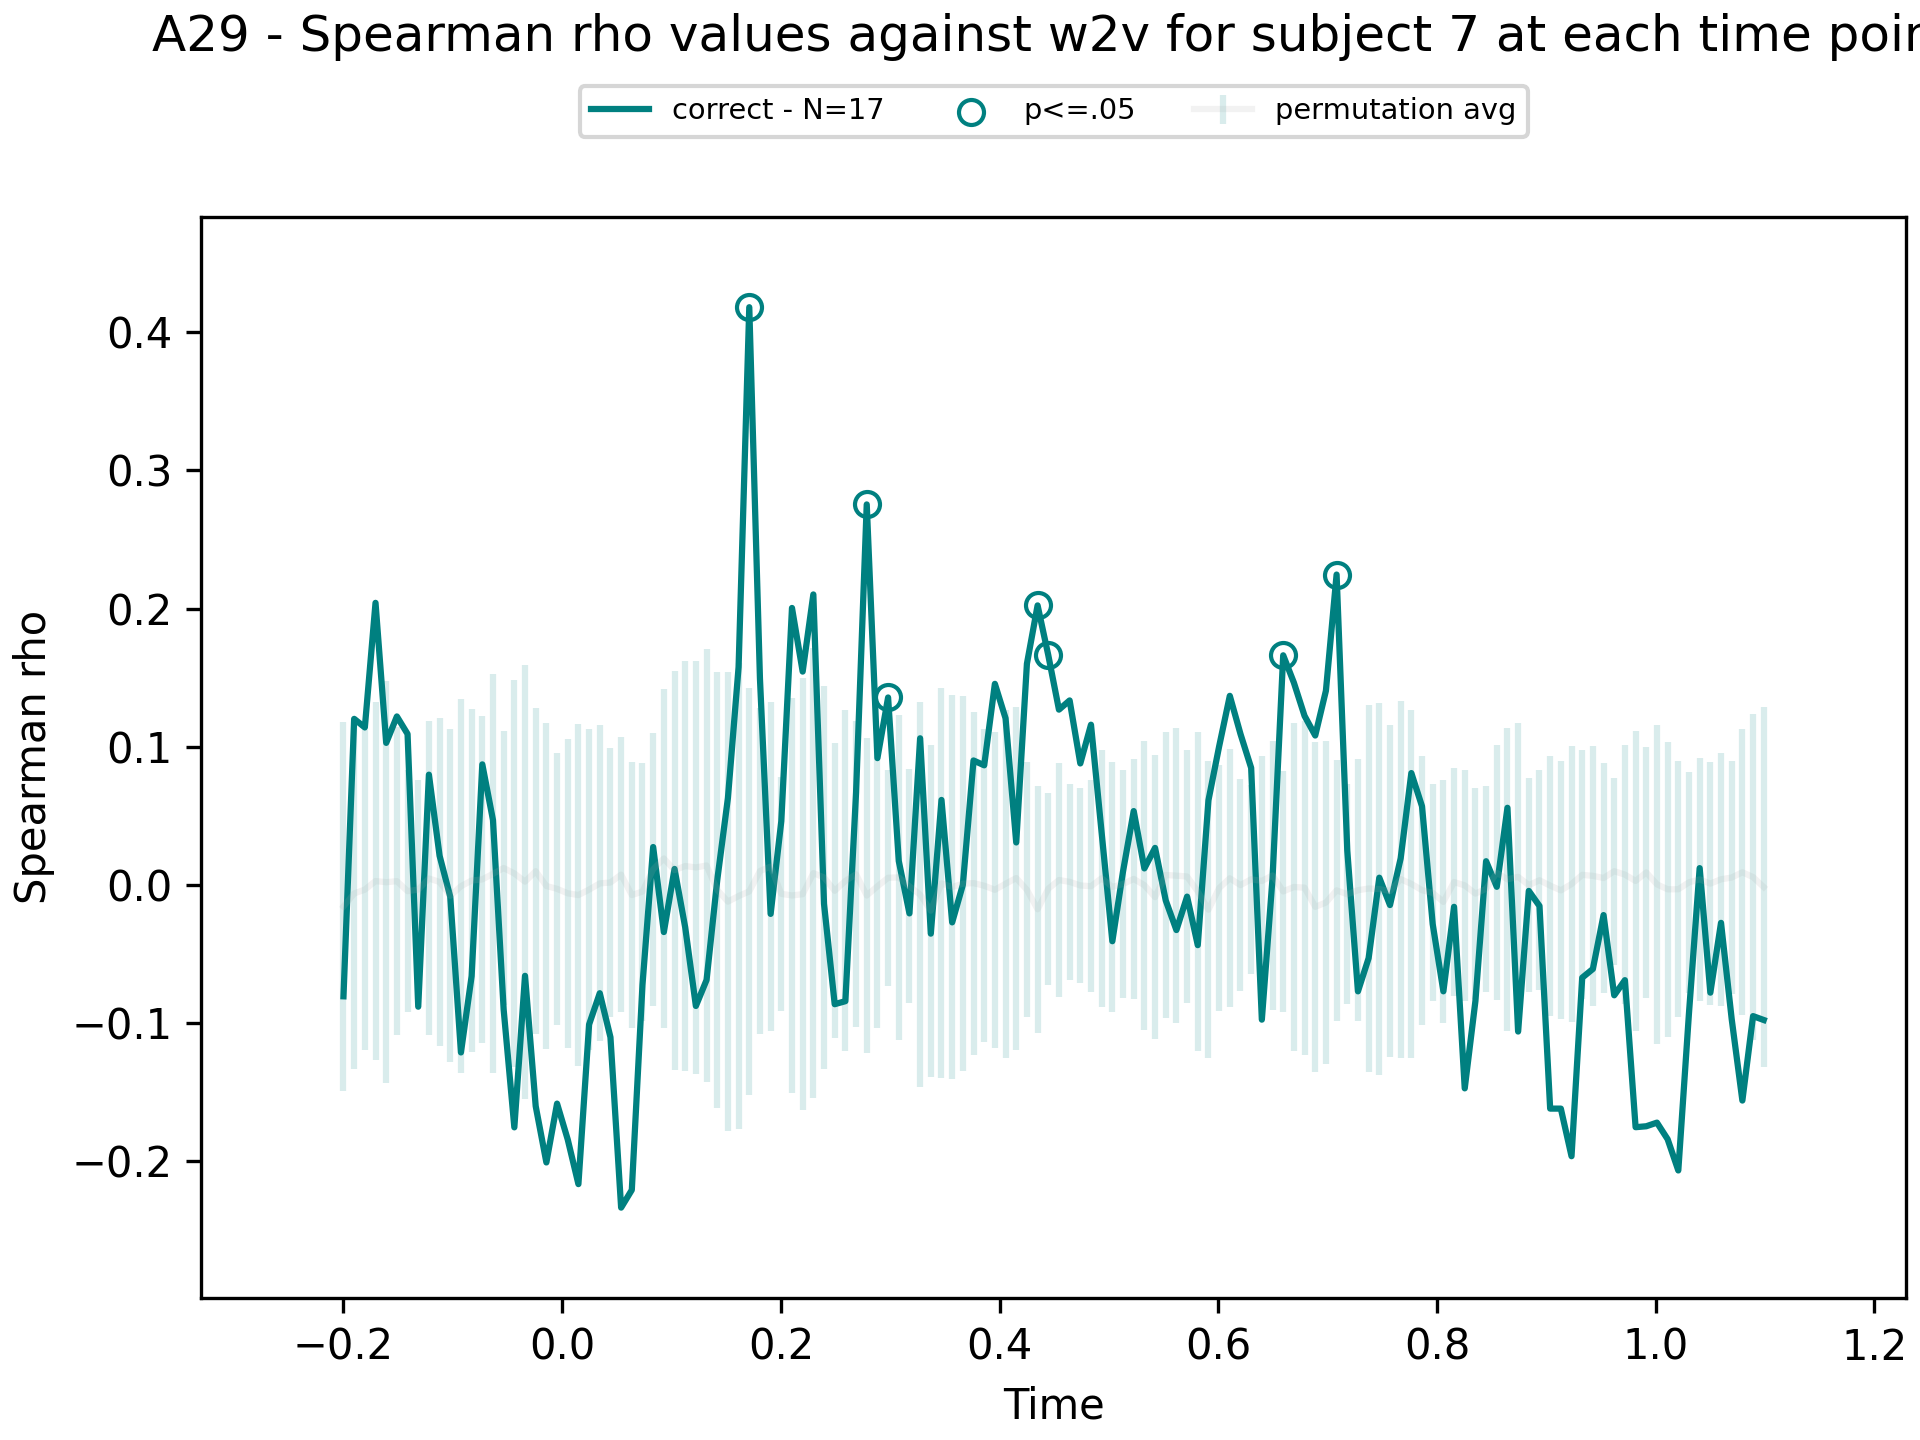 A29 - Spearman rho values against w2v for subject 7 at each time poin
correct - N=17 p<=.05 permutation avg
Spearman rho
0.4
0.3
0.2
0.1
0.0
−0.1
−0.2
−0.2 0.0 0.2 0.4 0.6 0.8 1.0 1.2
Time